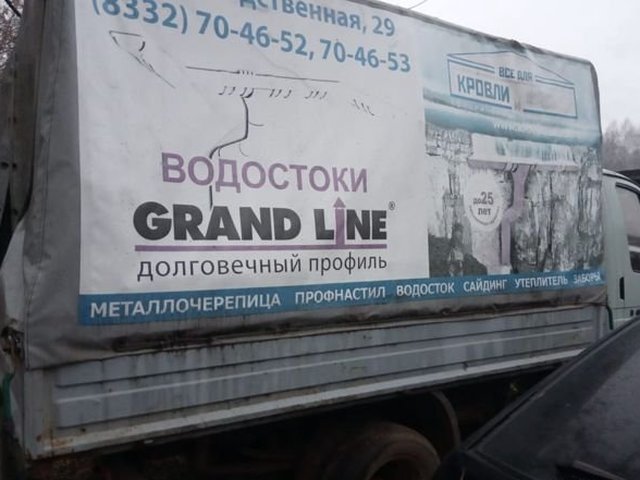 дственная, 29
(8332) 70-46-52, 70-46-53
ВСЕ ДЛЯ
КРОВЛИ
ВОДОСТОКИ
GRAND LINE®
долговечный профиль
до 25
лет
МЕТАЛЛОЧЕРЕПИЦА ПРОФНАСТИЛ ВОДОСТОК САЙДИНГ УТЕПЛИТЕЛЬ ЗАБОРЫ